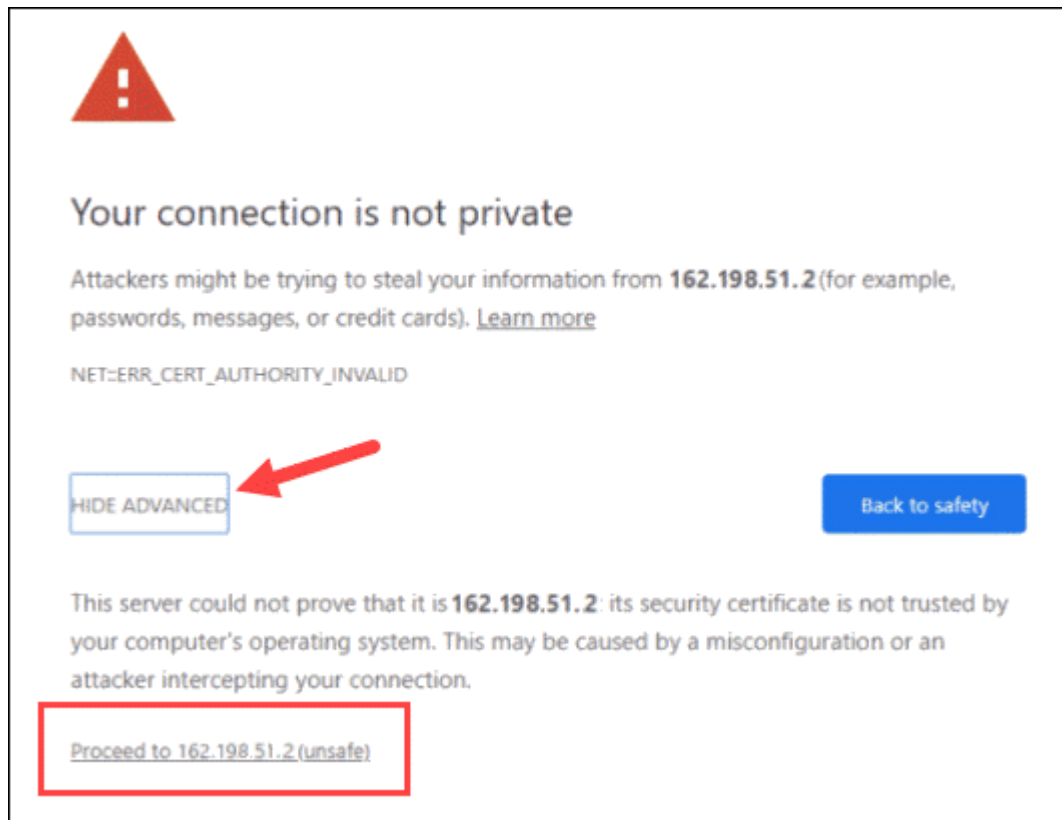 Your connection is not private
Attackers might be trying to steal your information from 162.198.51.2 (for example,
passwords, messages, or credit cards). Learn more
NET::ERR_CERT_AUTHORITY_INVALID
HIDE ADVANCED
Back to safety
This server could not prove that it is 162.198.51.2: its security certificate is not trusted by
your computer's operating system. This may be caused by a misconfiguration or an
attacker intercepting your connection.
Proceed to 162.198.51.2 (unsafe)